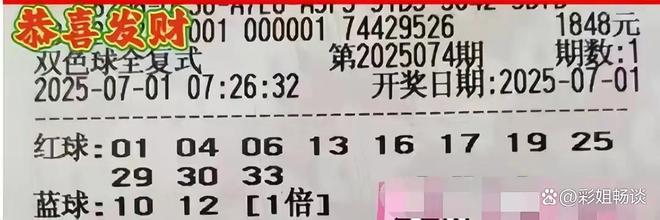 恭喜发财
001 000001 74429526 1848元
双色球全复式 第2025074期 期数:1
2025-07-01 07:26:32 开奖日期:2025-07-01
红球:01 04 06 13 16 17 19 25
29 30 33
蓝球:10 12 [1倍]
@彩姐畅谈